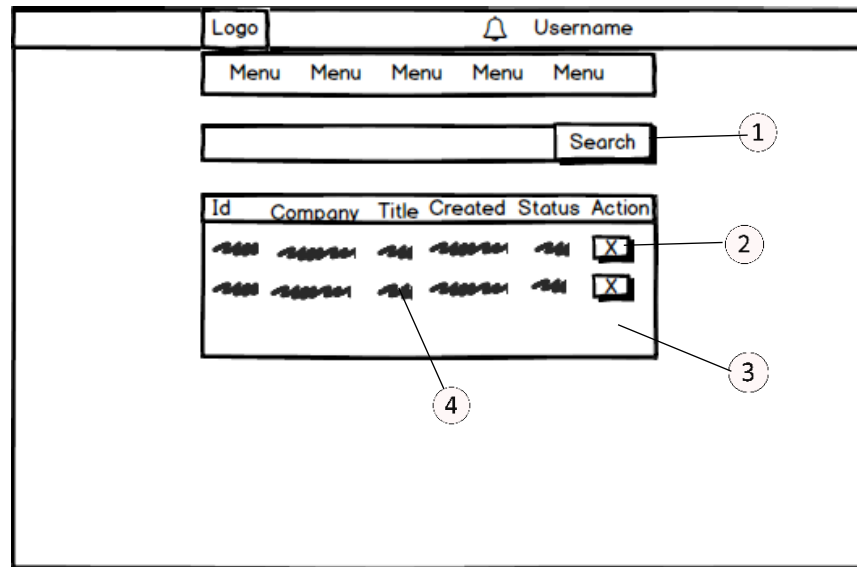 Logo Username
Menu Menu Menu Menu Menu
Search 1
Id Company Title Created Status Action
X 2
X
3
4